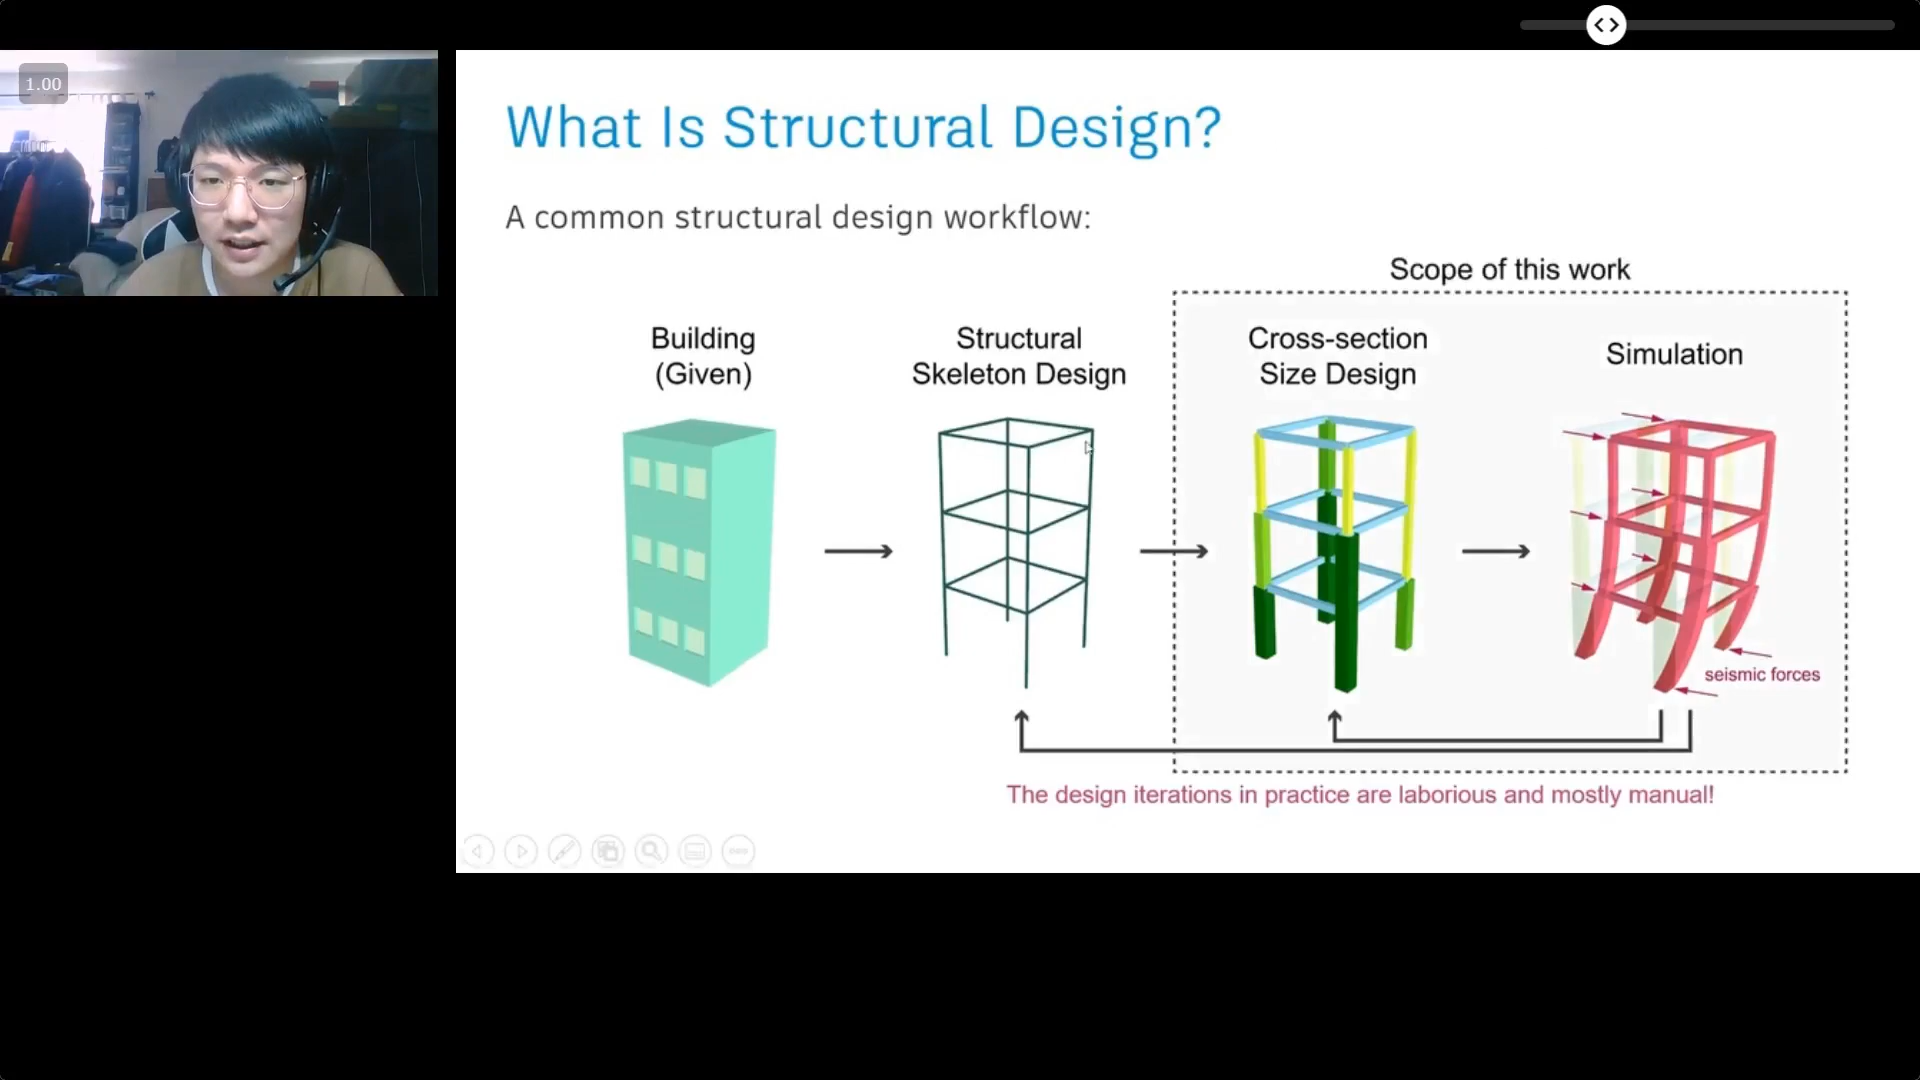 1.00
What Is Structural Design?
A common structural design workflow:
Scope of this work
Building
(Given)
Structural
Skeleton Design
Cross-section
Size Design
Simulation
seismic forces
The design iterations in practice are laborious and mostly manual!